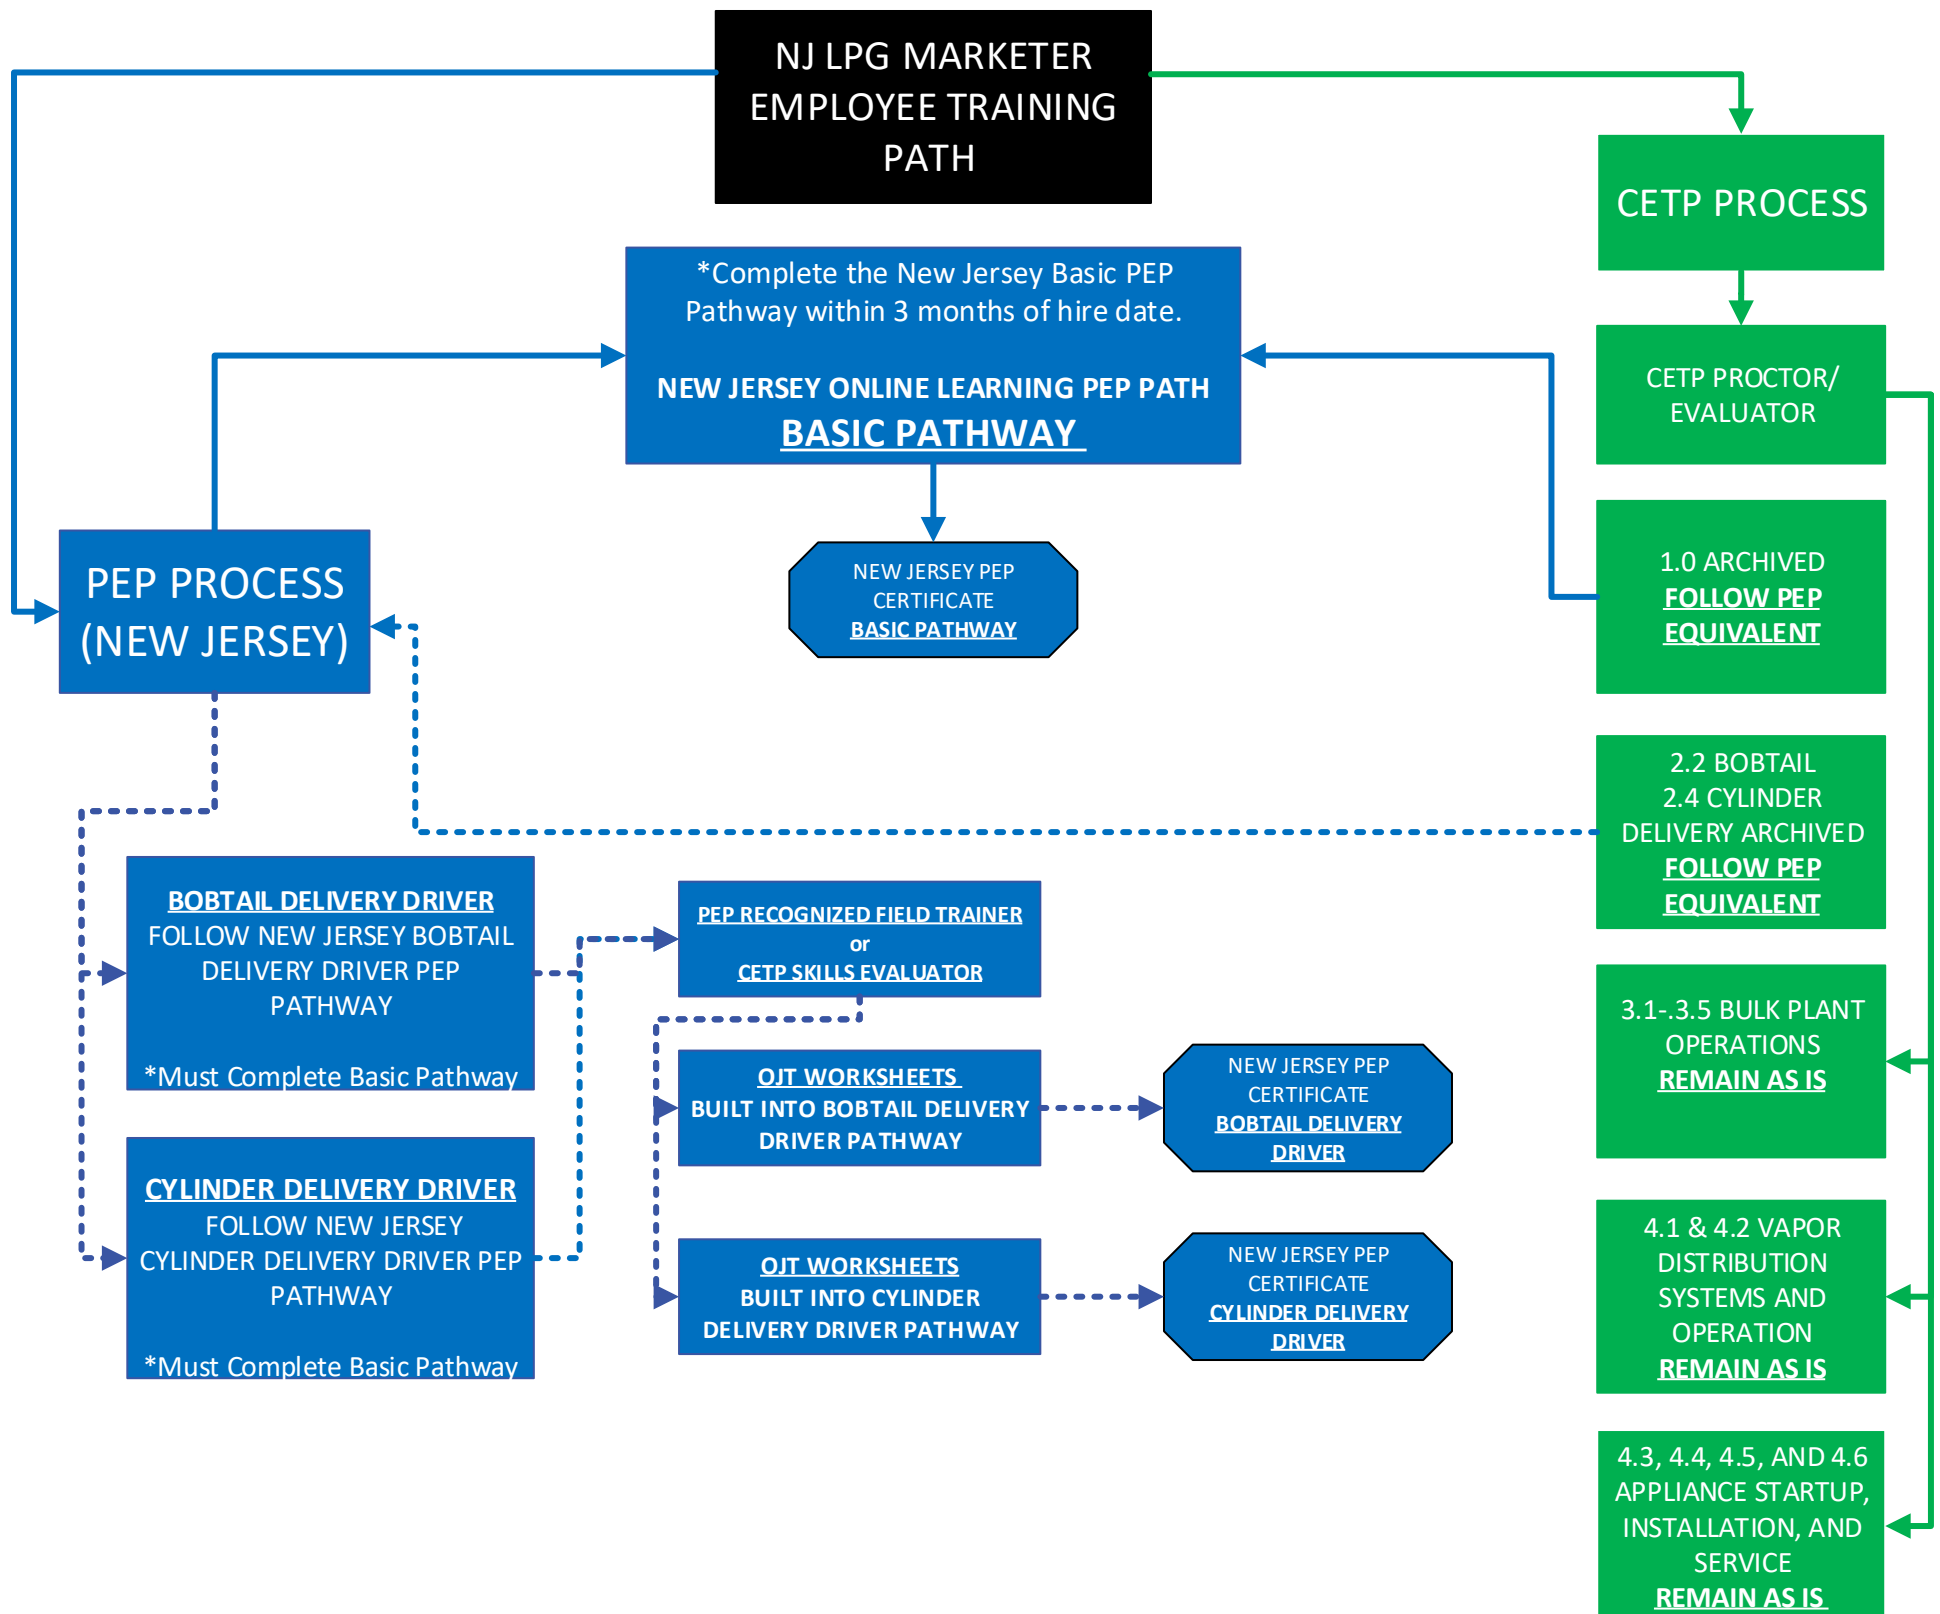 NJ LPG MARKETER
EMPLOYEE TRAINING
PATH
CETP PROCESS
*Complete the New Jersey Basic PEP
Pathway within 3 months of hire date.
NEW JERSEY ONLINE LEARNING PEP PATH
BASIC PATHWAY
CETP PROCTOR/
EVALUATOR
PEP PROCESS
(NEW JERSEY)
NEW JERSEY PEP
CERTIFICATE
BASIC PATHWAY
1.0 ARCHIVED
FOLLOW PEP
EQUIVALENT
2.2 BOBTAIL
2.4 CYLINDER
DELIVERY ARCHIVED
FOLLOW PEP
EQUIVALENT
BOBTAIL DELIVERY DRIVER
FOLLOW NEW JERSEY BOBTAIL
DELIVERY DRIVER PEP
PATHWAY
*Must Complete Basic Pathway
PEP RECOGNIZED FIELD TRAINER
or
CETP SKILLS EVALUATOR
3.1-.3.5 BULK PLANT
OPERATIONS
REMAIN AS IS
OJT WORKSHEETS
BUILT INTO BOBTAIL DELIVERY
DRIVER PATHWAY
NEW JERSEY PEP
CERTIFICATE
BOBTAIL DELIVERY
DRIVER
CYLINDER DELIVERY DRIVER
FOLLOW NEW JERSEY
CYLINDER DELIVERY DRIVER PEP
PATHWAY
*Must Complete Basic Pathway
OJT WORKSHEETS
BUILT INTO CYLINDER
DELIVERY DRIVER PATHWAY
NEW JERSEY PEP
CERTIFICATE
CYLINDER DELIVERY
DRIVER
4.1 & 4.2 VAPOR
DISTRIBUTION
SYSTEMS AND
OPERATION
REMAIN AS IS
4.3, 4.4, 4.5, AND 4.6
APPLIANCE STARTUP,
INSTALLATION, AND
SERVICE
REMAIN AS IS